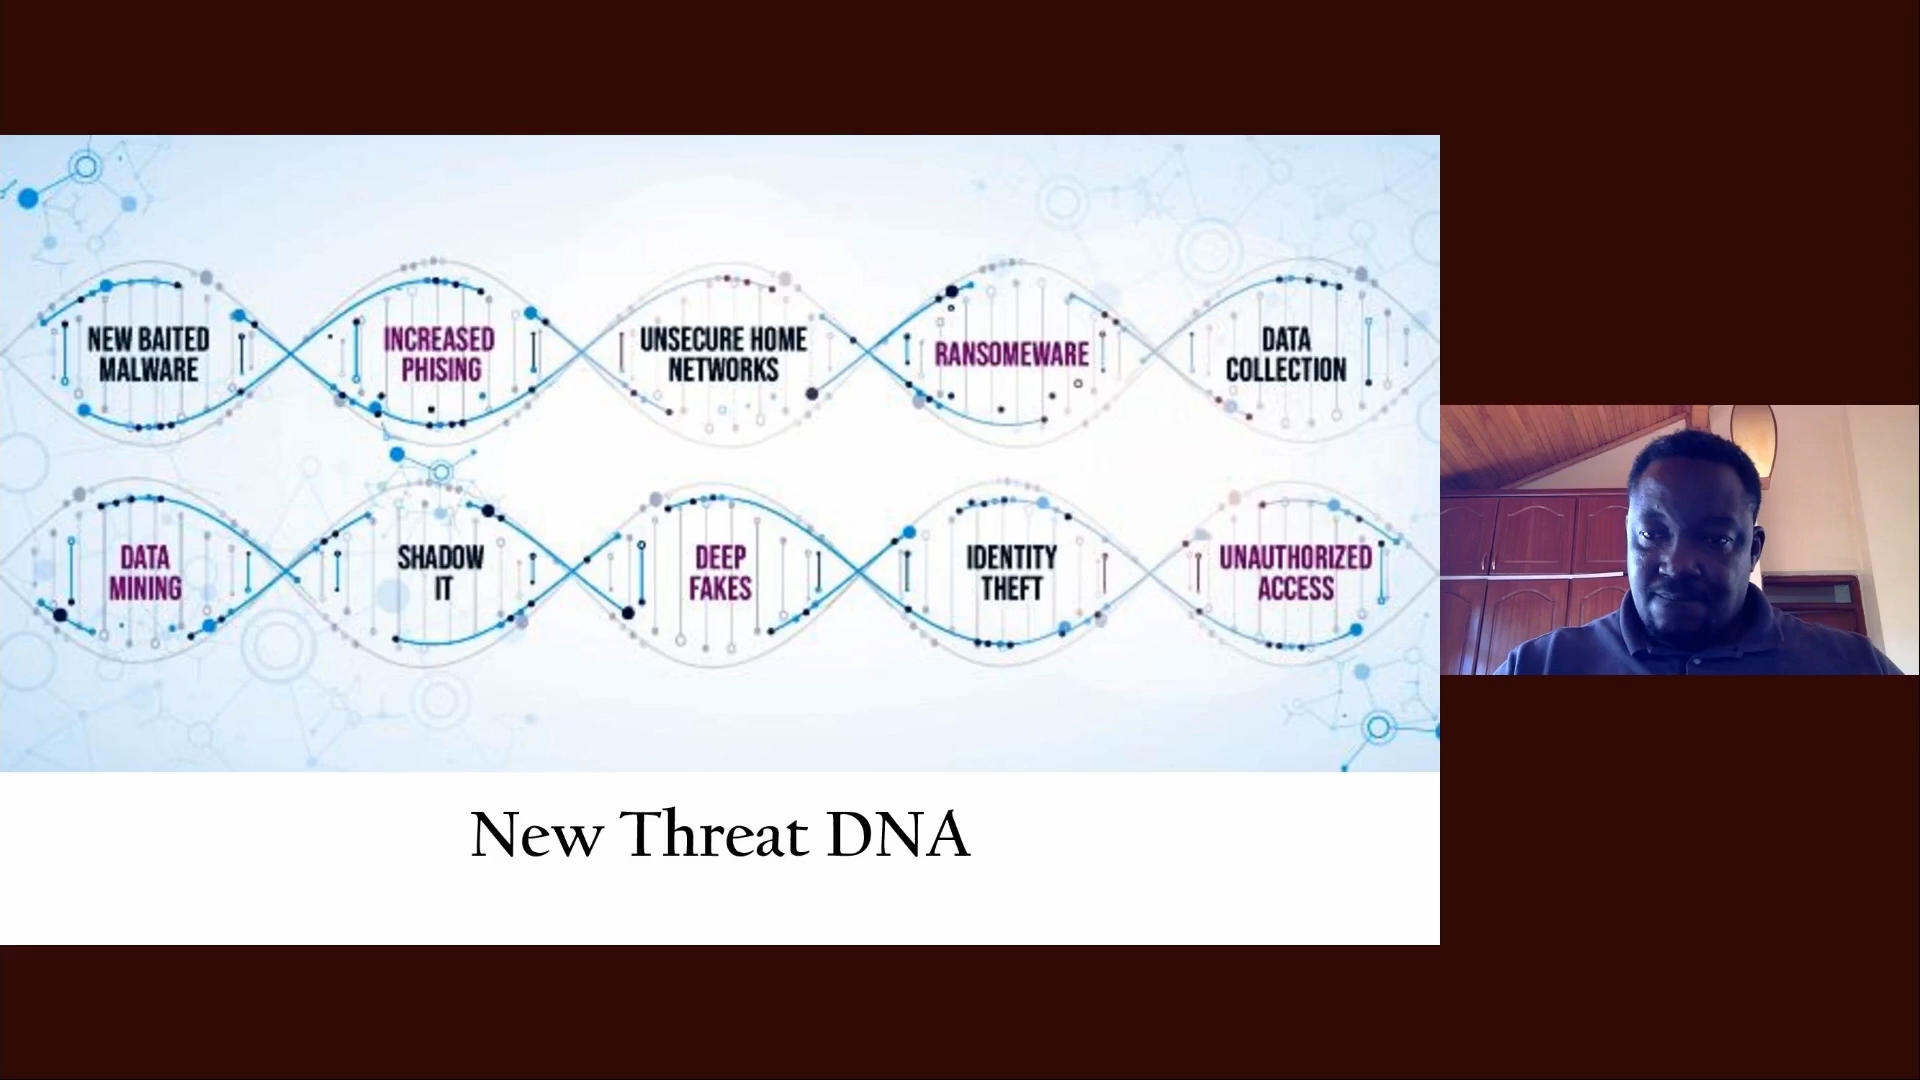 NEW BAITED
MALWARE
INCREASED
PHISING
UNSECURE HOME
NETWORKS
RANSOMEWARE
DATA
COLLECTION
DATA
MINING
SHADOW
IT
DEEP
FAKES
IDENTITY
THEFT
UNAUTHORIZED
ACCESS
New Threat DNA